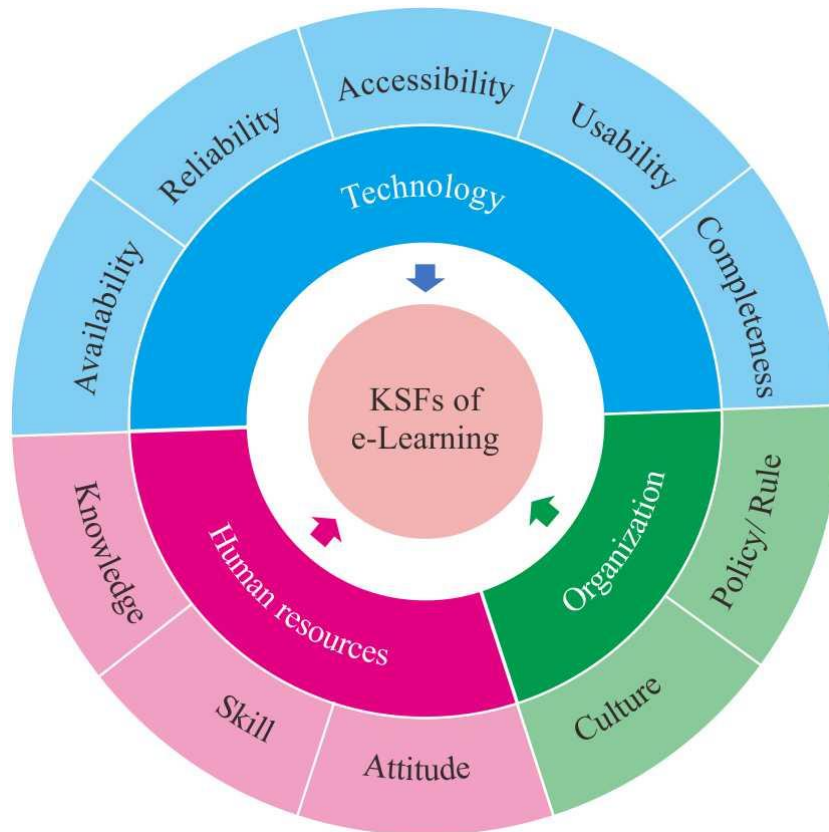 Accessibility
Usability
Completeness
Policy/ Rule
Culture
Attitude
Skill
Knowledge
Availability
Reliability
Technology
Organization
Human resources
KSFs of
e-Learning